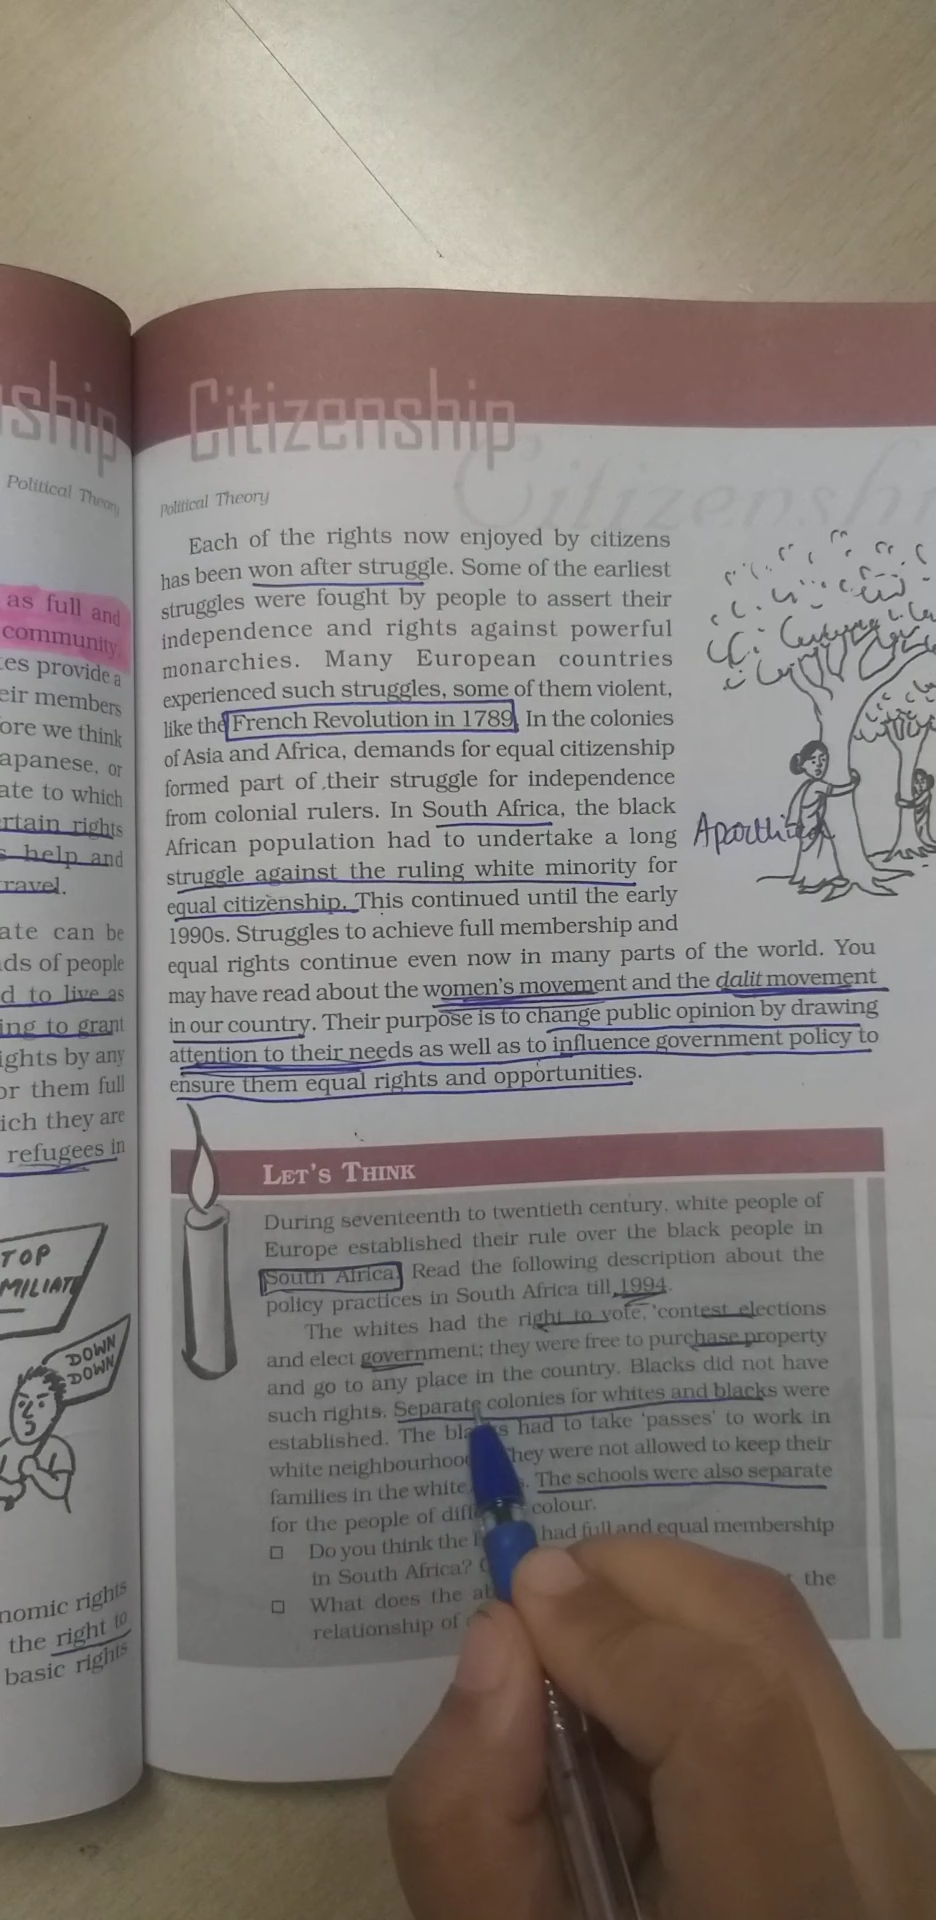 ship
Political Theory
as full and
community.
tes provide a
eir members
ore we think
apanese, or
ate to which
rtain rights
s help and
ravel.
ate can be
ds of people
d to live as
ing to grant
ights by any
or them full
ich they are
refugees in
TOP
MILIAT
DOWN
DOWN
nomic rights
the right to
basic rights
Citizenship
Citizensh
Political Theory
Each of the rights now enjoyed by citizens
has been won after struggle. Some of the earliest
struggles were fought by people to assert their
independence and rights against powerful
monarchies. Many European countries
experienced such struggles, some of them violent,
like the French Revolution in 1789. In the colonies
of Asia and Africa, demands for equal citizenship
formed part of their struggle for independence
from colonial rulers. In South Africa, the black
African population had to undertake a long
struggle against the ruling white minority for
equal citizenship. This continued until the early
1990s. Struggles to achieve full membership and
equal rights continue even now in many parts of the world. You
may have read about the women's movement and the dalit movement
in our country. Their purpose is to change public opinion by drawing
attention to their needs as well as to influence government policy to
ensure them equal rights and opportunities.
LET'S THINK
During seventeenth to twentieth century, white people of
Europe established their rule over the black people in
South Africa. Read the following description about the
policy practices in South Africa till 1994.
The whites had the right to vote, contest elections
and elect government; they were free to purchase property
and go to any place in the country. Blacks did not have
such rights. Separate colonies for whites and blacks were
established. The bla s had to take 'passes' to work in
white neighbourhoo hey were not allowed to keep their
families in the white . The schools were also separate
for the people of diff colour.
Do you think the had full and equal membership
in South Africa?
What does the the
relationship of